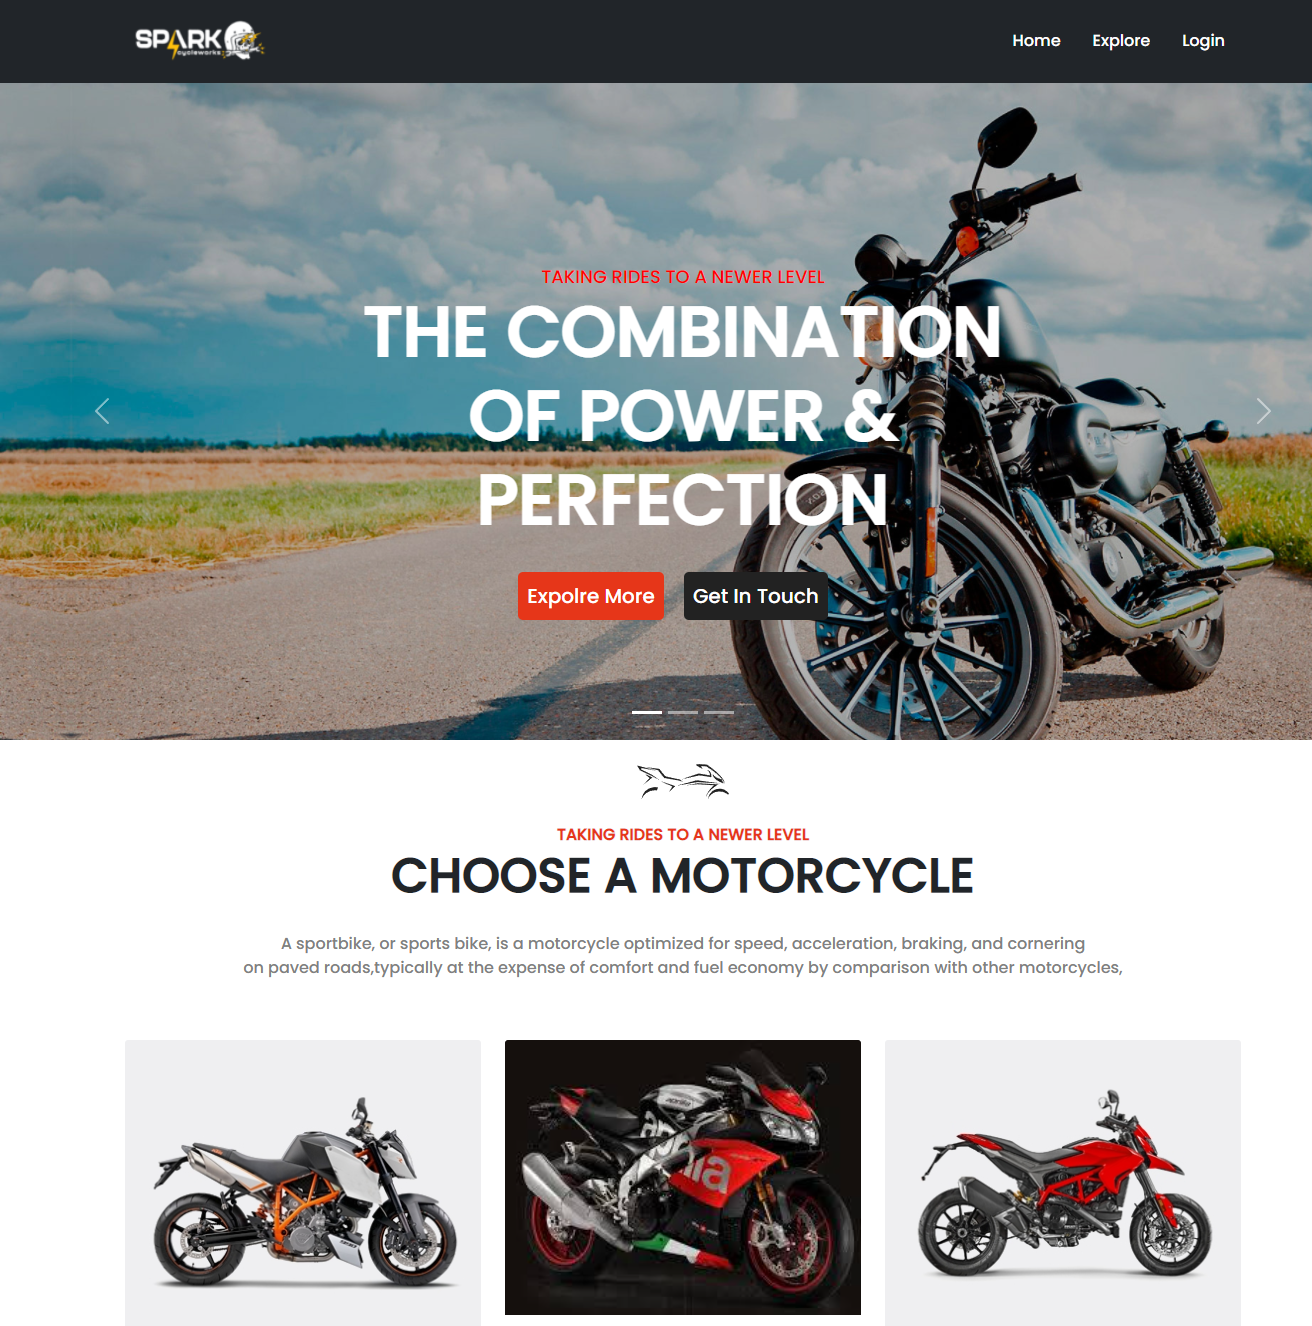 SPARK
cycleworks
Home Explore Login
TAKING RIDES TO A NEWER LEVEL
THE COMBINATION
OF POWER &
PERFECTION
Expolre More Get In Touch
TAKING RIDES TO A NEWER LEVEL
CHOOSE A MOTORCYCLE
A sportbike, or sports bike, is a motorcycle optimized for speed, acceleration, braking, and cornering
on paved roads,typically at the expense of comfort and fuel economy by comparison with other motorcycles,
aprilia
aprilia